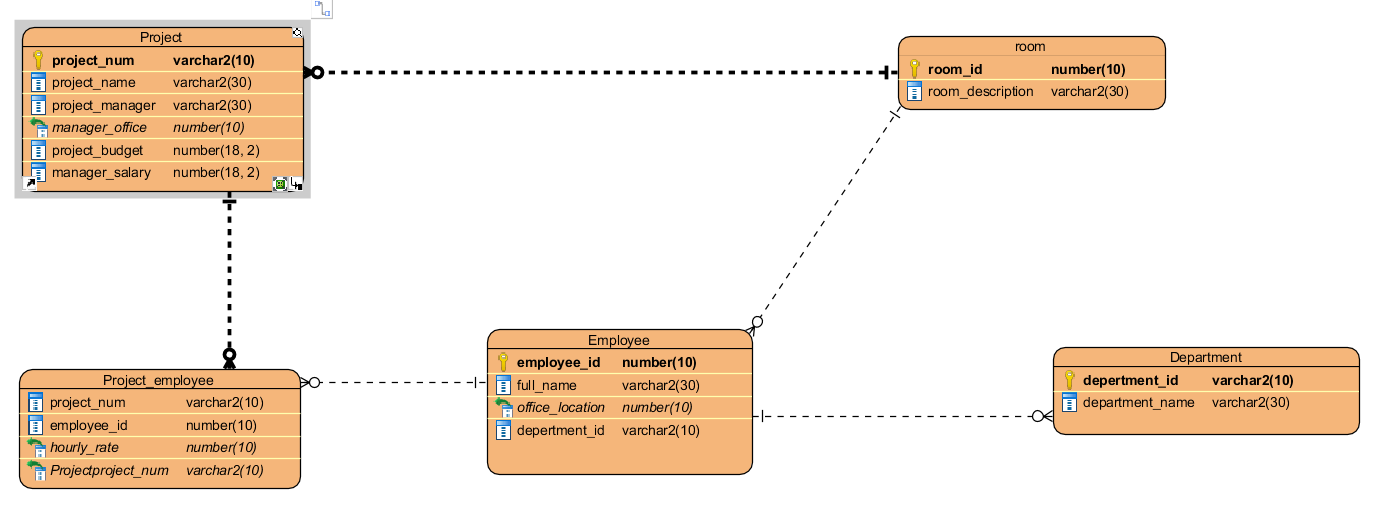 Project
project_num varchar2(10)
project_name varchar2(30)
project_manager varchar2(30)
manager_office number(10)
project_budget number(18, 2)
manager_salary number(18, 2)
room
room_id number(10)
room_description varchar2(30)
Project_employee
project_num varchar2(10)
employee_id number(10)
hourly_rate number(10)
Projectproject_num varchar2(10)
Employee
employee_id number(10)
full_name varchar2(30)
office_location number(10)
depertment_id varchar2(10)
Department
depertment_id varchar2(10)
department_name varchar2(30)